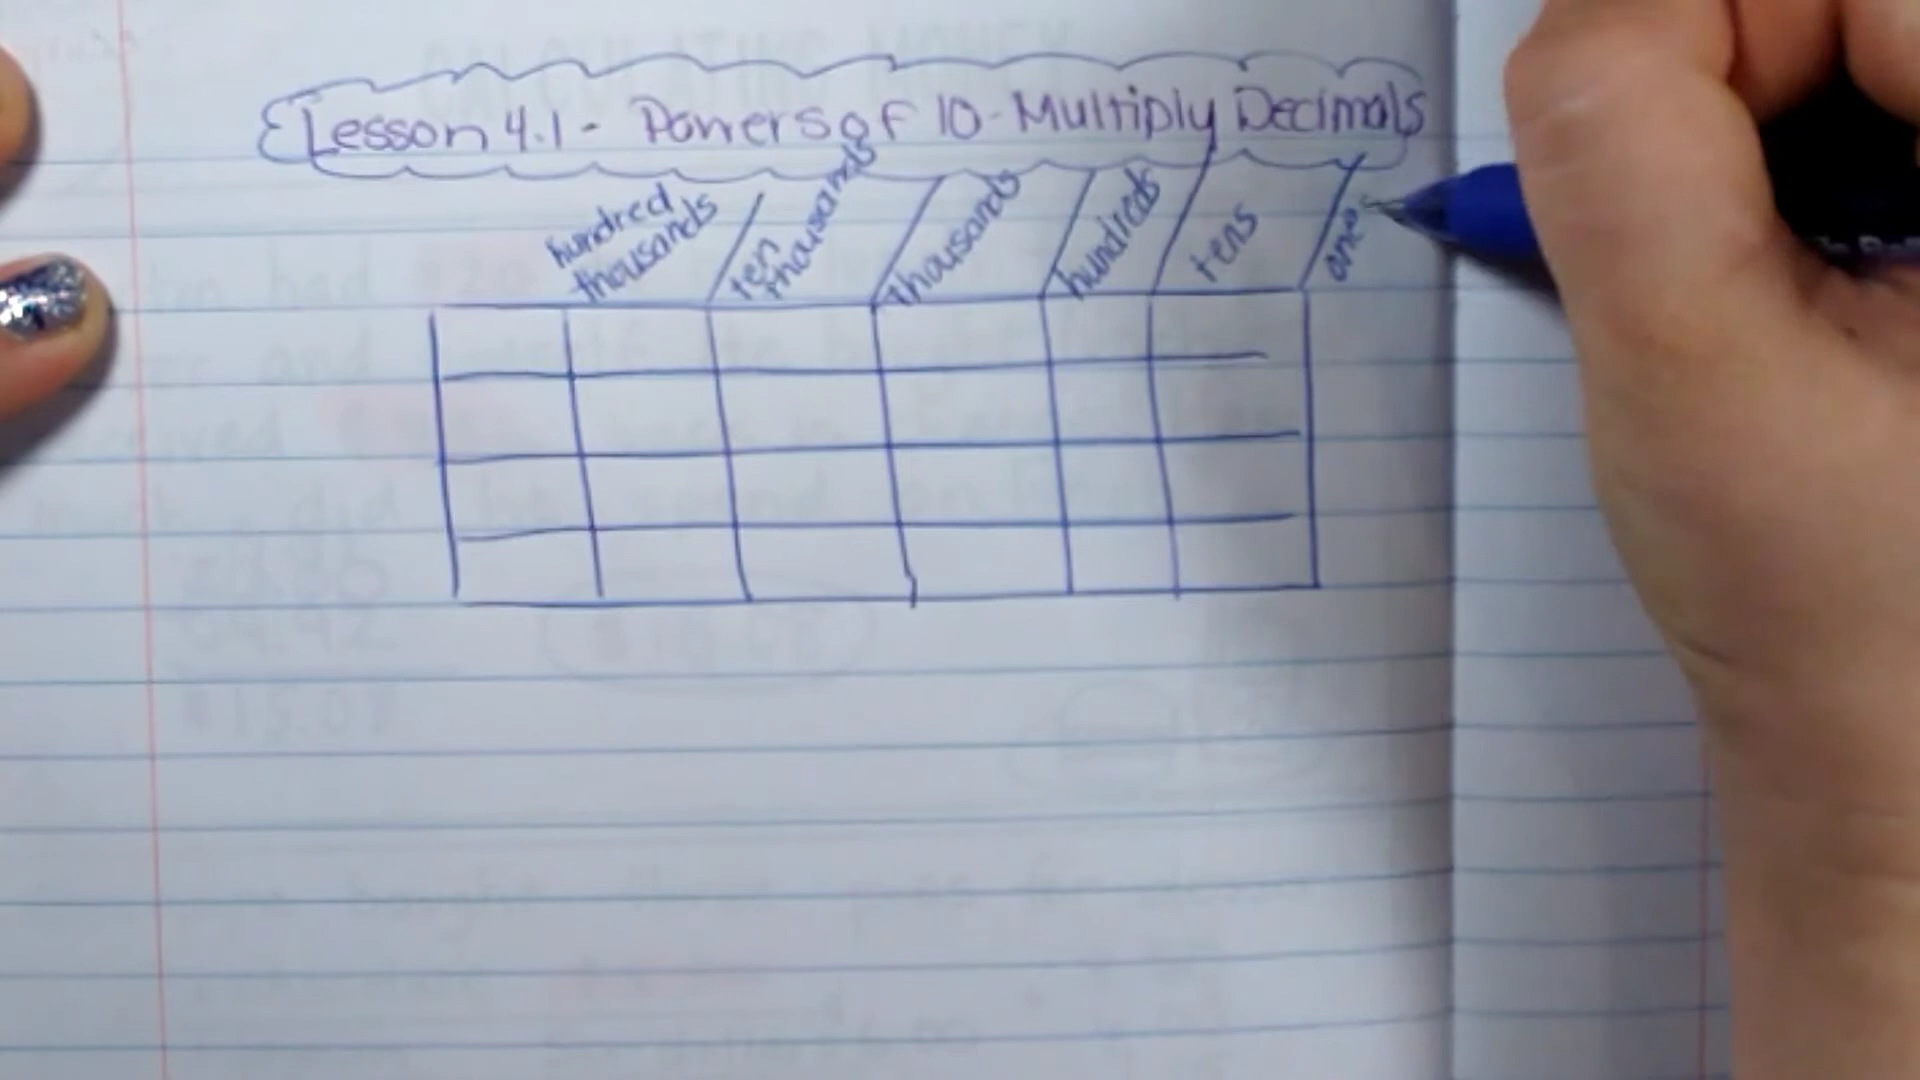 Lesson 4.1 - Powers of 10 - Multiply Decimals
hundred
thousands
ten
thousands
thousands
hundreds
tens
ones